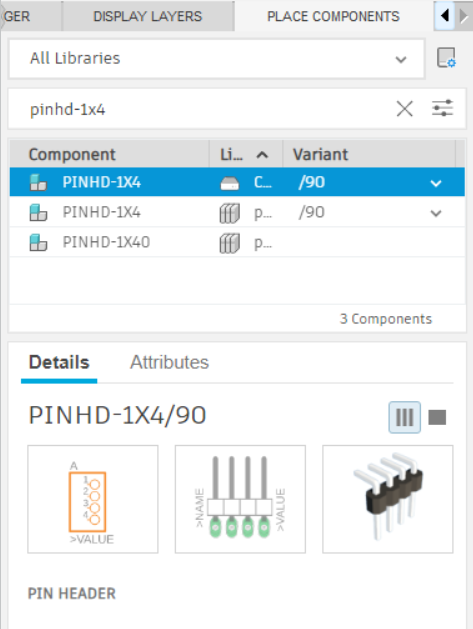 GER DISPLAY LAYERS PLACE COMPONENTS
All Libraries
pinhd-1x4
Component Li... Variant
PINHD-1X4 C... /90
PINHD-1X4 p... /90
PINHD-1X40 p...
3 Components
Details Attributes
PINHD-1X4/90
A
1
2
3
4
>VALUE
>NAME
>VALUE
PIN HEADER